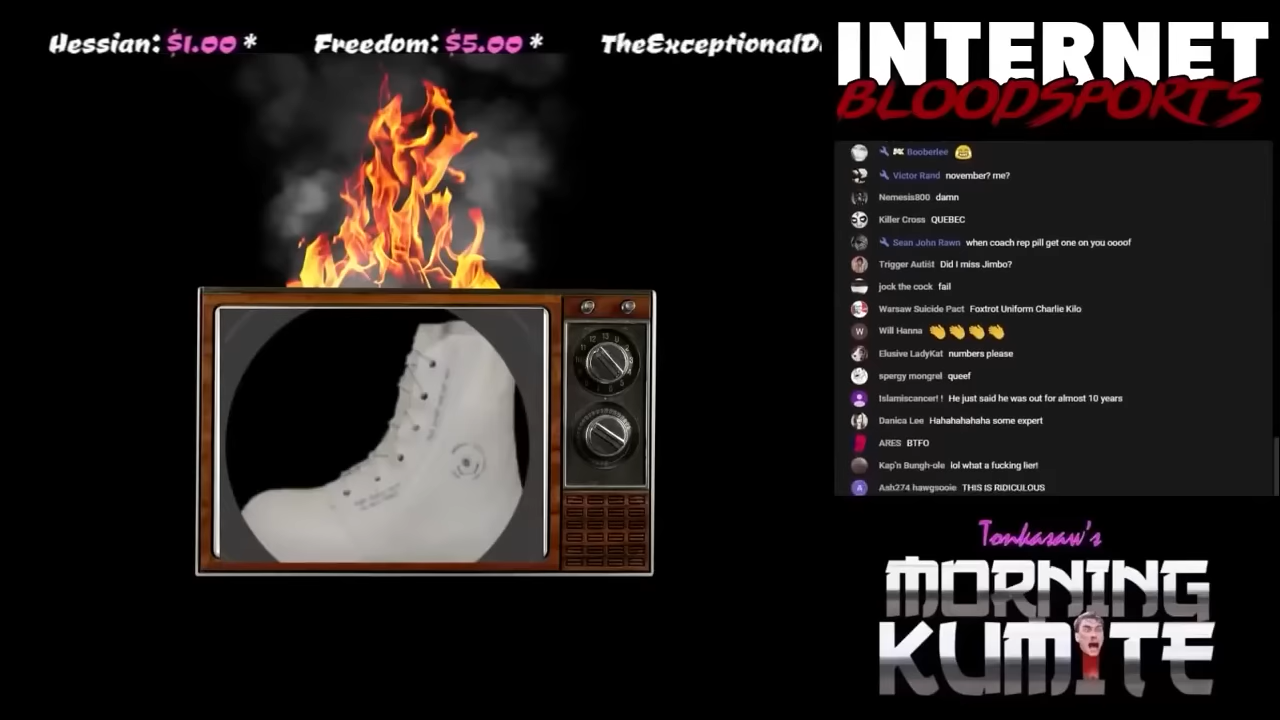 Hessian: $1.00 * Freedom: $5.00 * TheExceptionalD
INTERNET
BLOODSPORTS
Booberlee
Victor Rand november? me?
Nemesis800 damn
Killer Cross QUEBEC
Sean John Rawn when coach rep pill get one on you oooof
Trigger Autišt Did I miss Jimbo?
jock the cock fail
Warsaw Suicide Pact Foxtrot Uniform Charlie Kilo
W Will Hanna
Elusive LadyKat numbers please
spergy mongrel queef
Islamiscancer! ! He just said he was out for almost 10 years
Danica Lee Hahahahahaha some expert
ARES BTFO
Kap'n Bungh-ole lol what a fucking lier!
Ash274 hawgsooie THIS IS RIDICULOUS
Tonkasaw's
MORNING
KUMITE